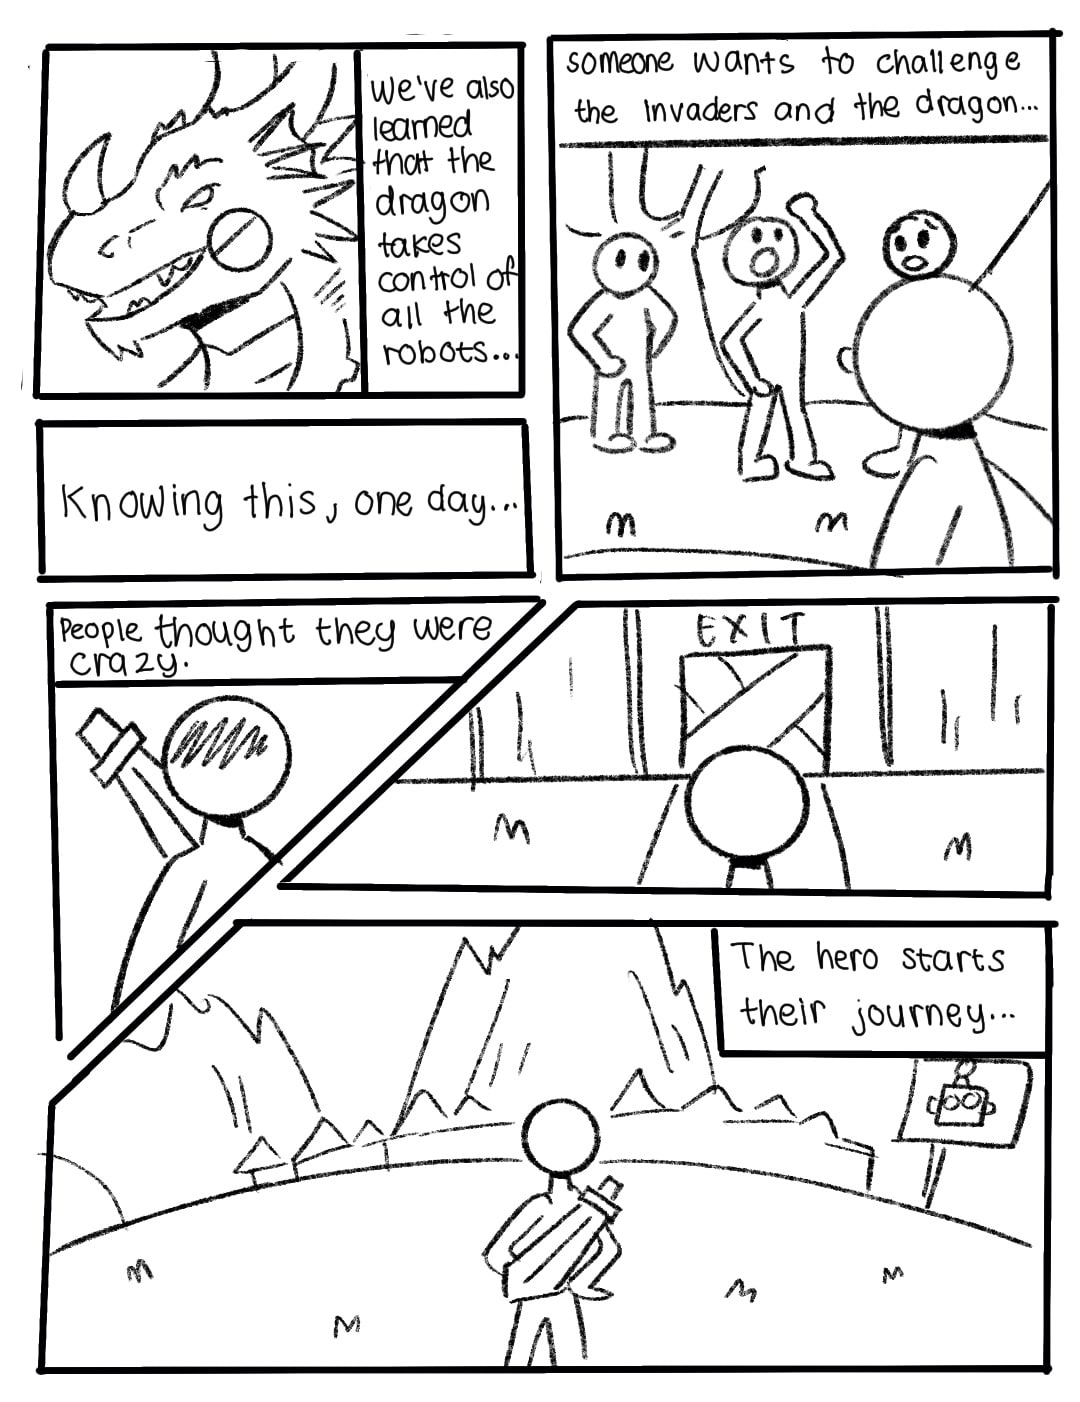 We've also
learned
that the
dragon
takes
control of
all the
robots...
someone wants to challenge
the Invaders and the dragon...
Knowing this, one day...
People thought they were
crazy.
EXIT
The hero starts
their journey...